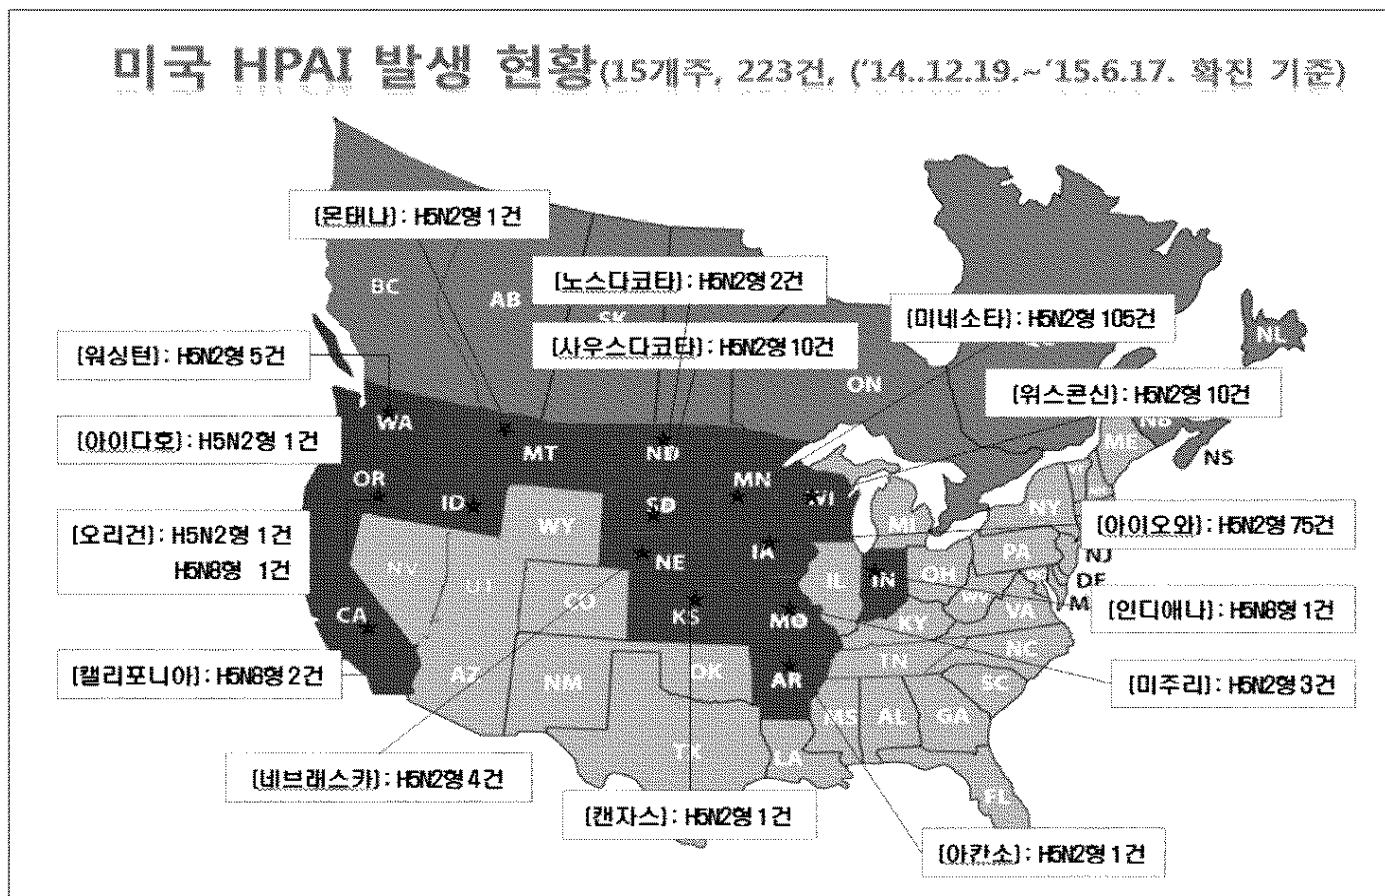 미국 HPAI 발생 현황(15개주, 223건, ('14..12.19.~'15.6.17. 확진 기준)
(몬태나): H5N2형 1건
(노스다코타): H5N2형 2건
(미네소타): H5N2형 105건
(사우스다코타): H5N2형 10건
(워싱턴): H5N2형 5건
(위스콘신): H5N2형 10건
(아이다호): H5N2형 1건
(오리건): H5N2형 1건
H5N8형 1건
(아이오와): H5N2형 75건
(인디애나): H5N8형 1건
(캘리포니아): H5N8형 2건
(미주리): H5N2형 3건
(네브래스카): H5N2형 4건
(캔자스): H5N2형 1건
(아칸소): H5N2형 1건
BC
AB
SK
ON
NL
NB
NS
WA
MT
ND
MN
WI
ME
OR
ID
WY
SD
MI
NY
NE
IA
PA
NJ
DE
NV
UT
CO
KS
MO
IL
IN
OH
WV
VA
KY
CA
AZ
NM
OK
AR
TN
NC
SC
MS
AL
GA
TX
LA
FL